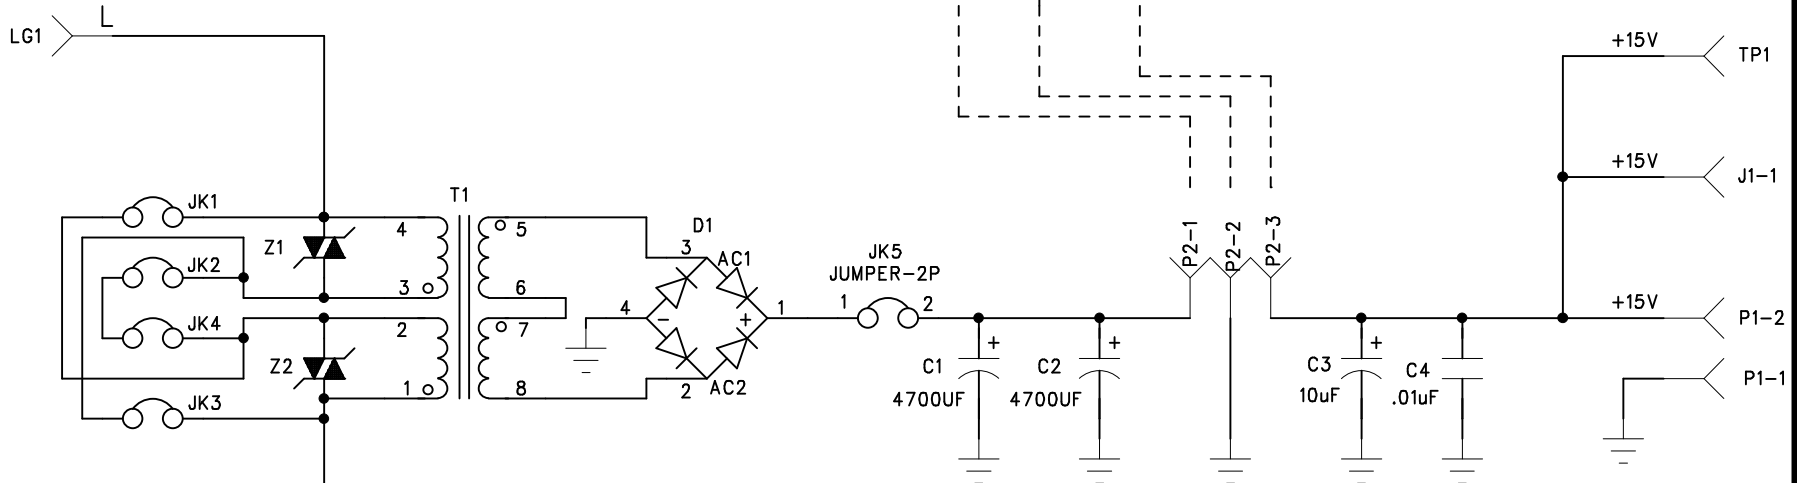 L
LG1
+15V
TP1
+15V
J1-1
JK1
T1
4
5
D1
P2-1
P2-2
P2-3
Z1
3
AC1
JK5
JUMPER-2P
JK2
3
6
4
-
+
1
1
2
+15V
P1-2
JK4
2
7
+
+
+
Z2
C1
C2
C3
C4
P1-1
1
8
2
AC2
4700UF
4700UF
10uF
.01uF
JK3